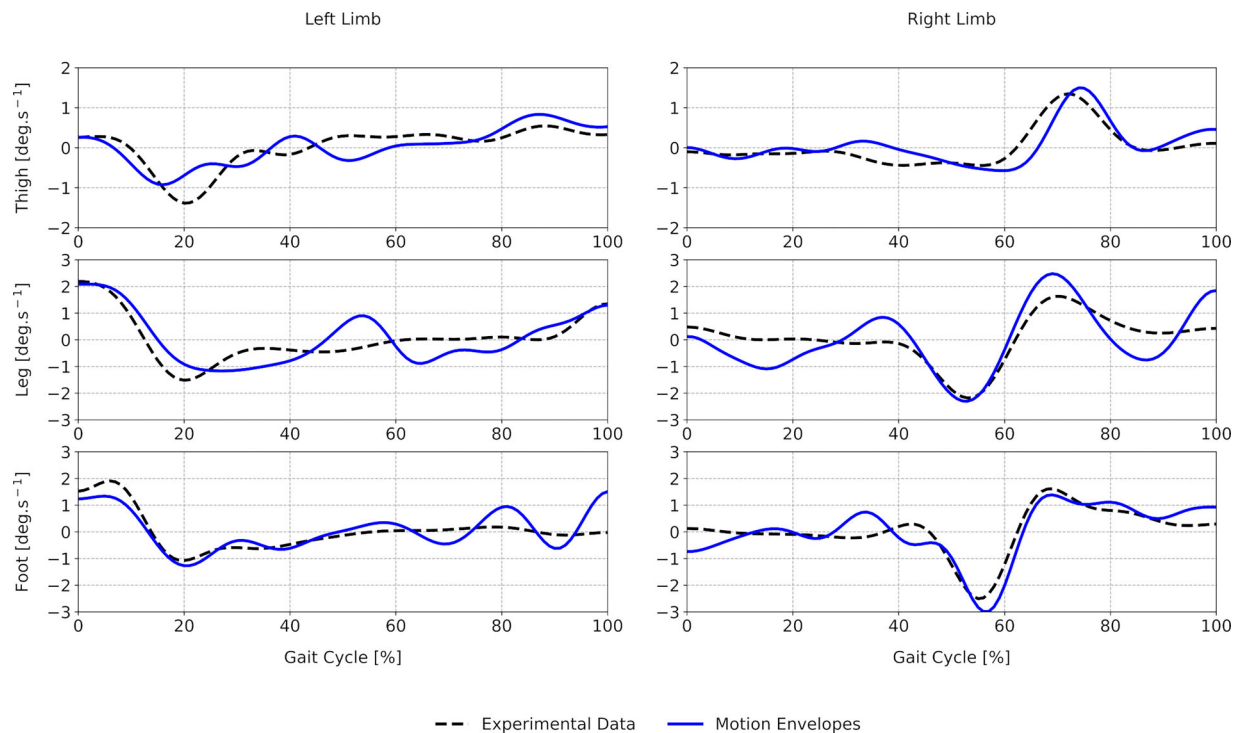 Left Limb
Right Limb
Thigh [deg.s⁻¹]
2
1
0
−1
−2
0 20 40 60 80 100
2
1
0
−1
−2
0 20 40 60 80 100
Leg [deg.s⁻¹]
3
2
1
0
−1
−2
−3
0 20 40 60 80 100
3
2
1
0
−1
−2
−3
0 20 40 60 80 100
Foot [deg.s⁻¹]
3
2
1
0
−1
−2
−3
0 20 40 60 80 100
Gait Cycle [%]
3
2
1
0
−1
−2
−3
0 20 40 60 80 100
Gait Cycle [%]
Experimental Data
Motion Envelopes